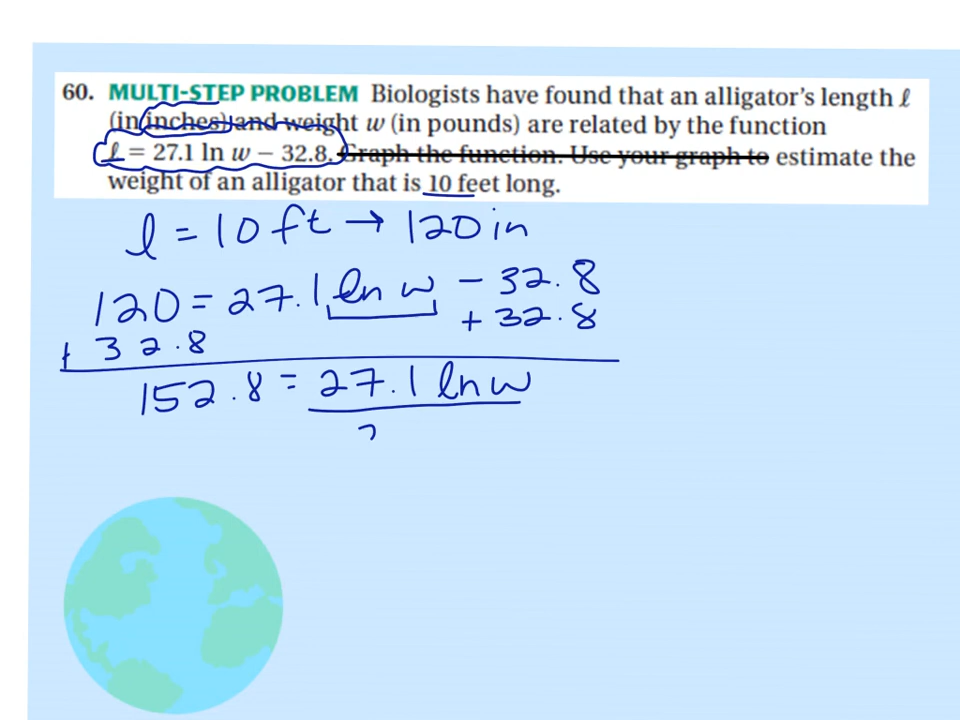 60. MULTI-STEP PROBLEM Biologists have found that an alligator's length ℓ
(in inches) and weight w (in pounds) are related by the function
ℓ = 27.1 ln w – 32.8. Graph the function. Use your graph to estimate the
weight of an alligator that is 10 feet long.
l = 10 ft → 120 in
120 = 27.1 ln w - 32.8
+ 32.8 + 32.8
152.8 = 27.1 ln w
2